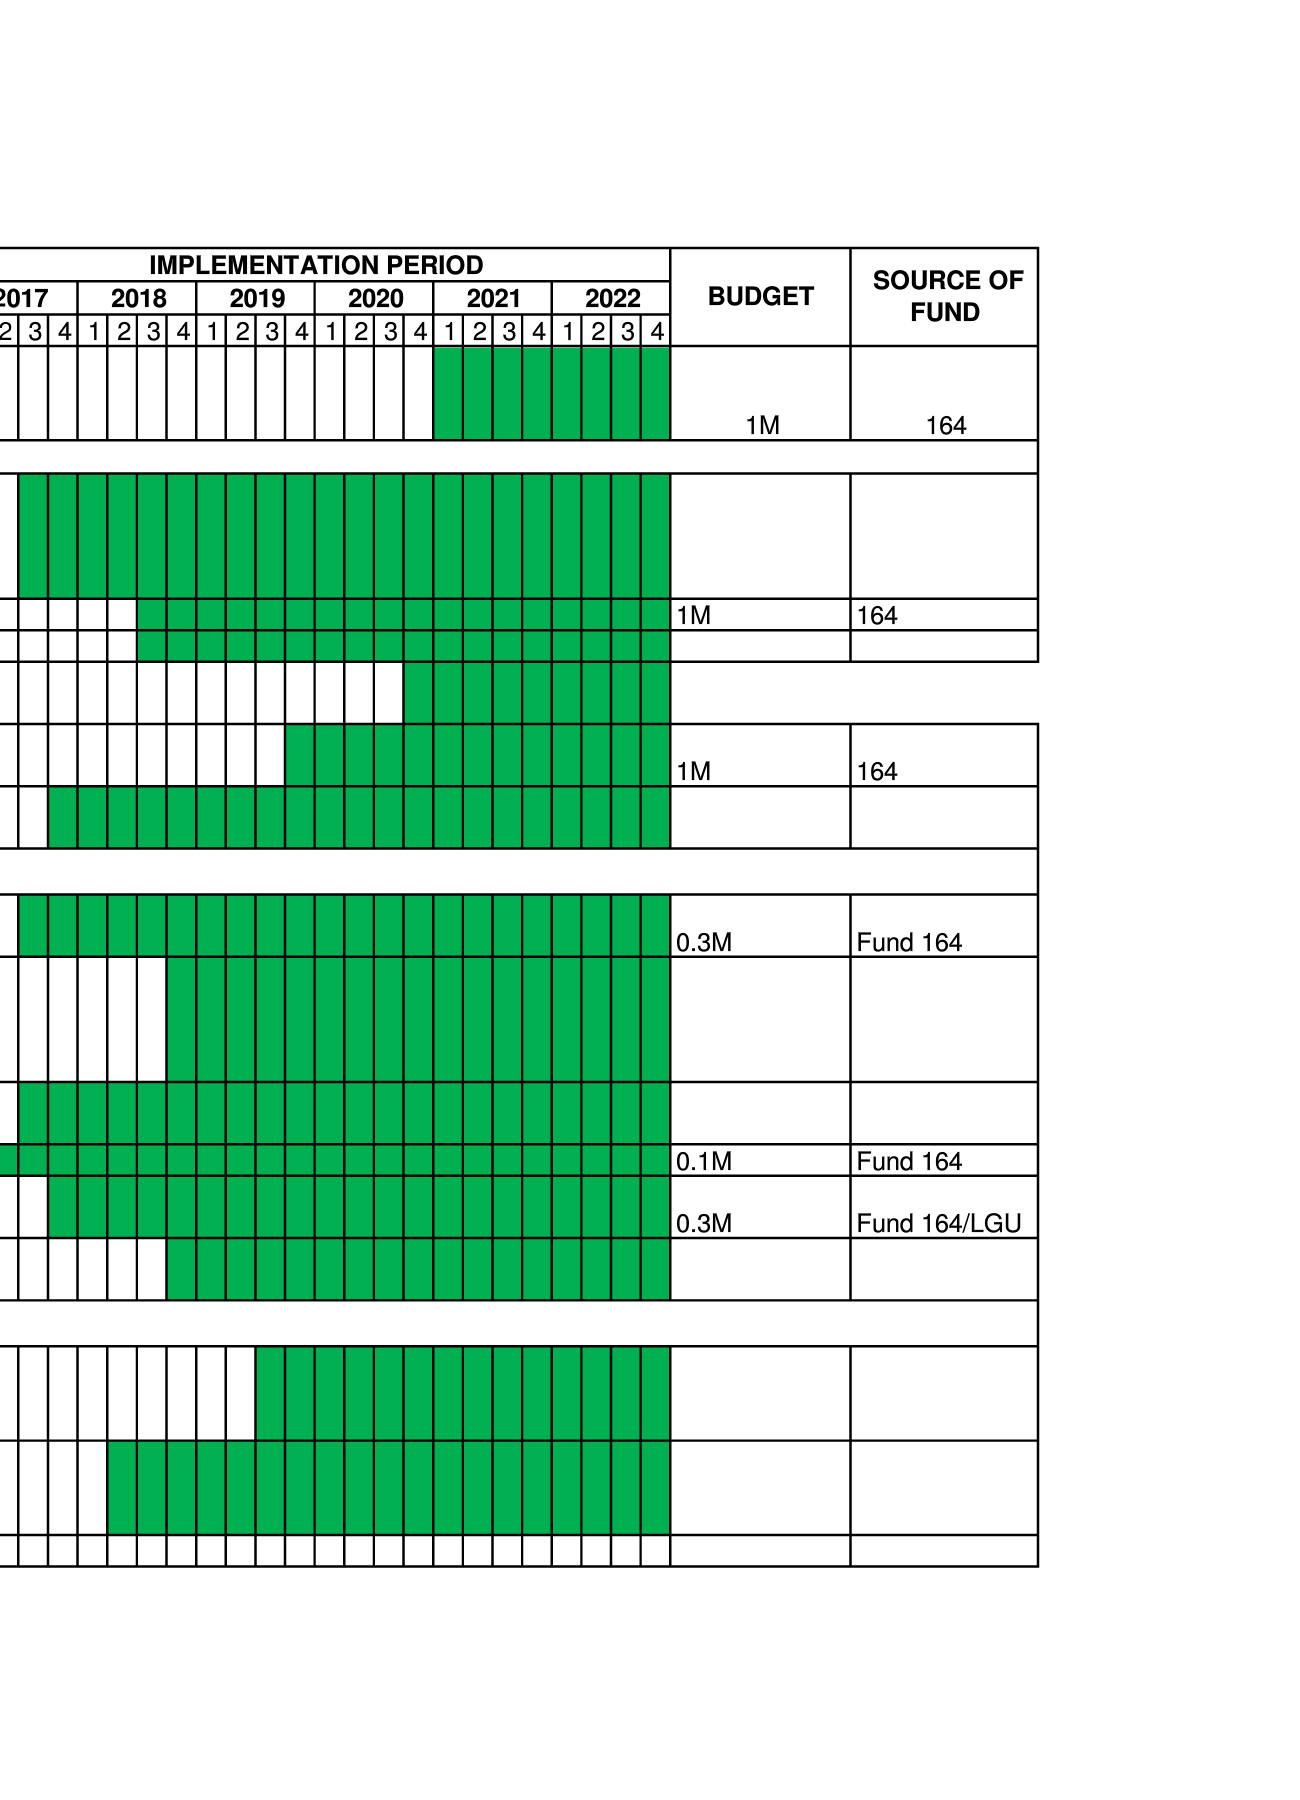 IMPLEMENTATION PERIOD BUDGET SOURCE OF
FUND
2017 2018 2019 2020 2021 2022
2 3 4 1 2 3 4 1 2 3 4 1 2 3 4 1 2 3 4 1 2 3 4
1M 164
1M 164
1M 164
0.3M Fund 164
0.1M Fund 164
0.3M Fund 164/LGU